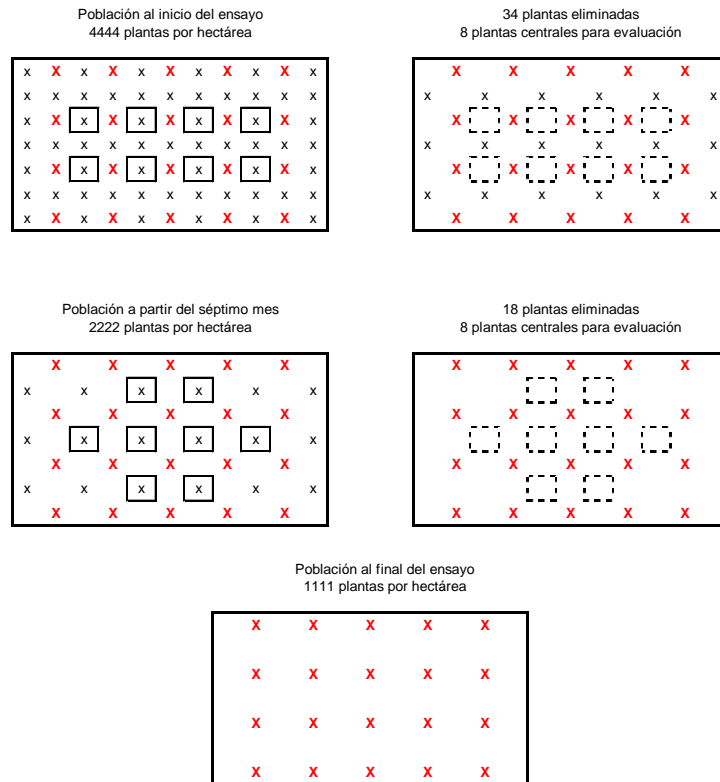 Población al inicio del ensayo
4444 plantas por hectárea
x X x X x X x X x X x
x x x x x x x x x x x
x X x X x X x X x X x
x x x x x x x x x x x
x X x X x X x X x X x
x x x x x x x x x x x
x X x X x X x X x X x
34 plantas eliminadas
8 plantas centrales para evaluación
X X X X X
x x x x x x
X X X X X
x x x x x x
X X X X X
x x x x x x
X X X X X
Población a partir del séptimo mes
2222 plantas por hectárea
X X X X X
x x x x x x
X X X X X
x x x x x x
X X X X X
x x x x x x
X X X X X
18 plantas eliminadas
8 plantas centrales para evaluación
X X X X X
X X X X X
X X X X X
X X X X X
Población al final del ensayo
1111 plantas por hectárea
X X X X X
X X X X X
X X X X X
X X X X X